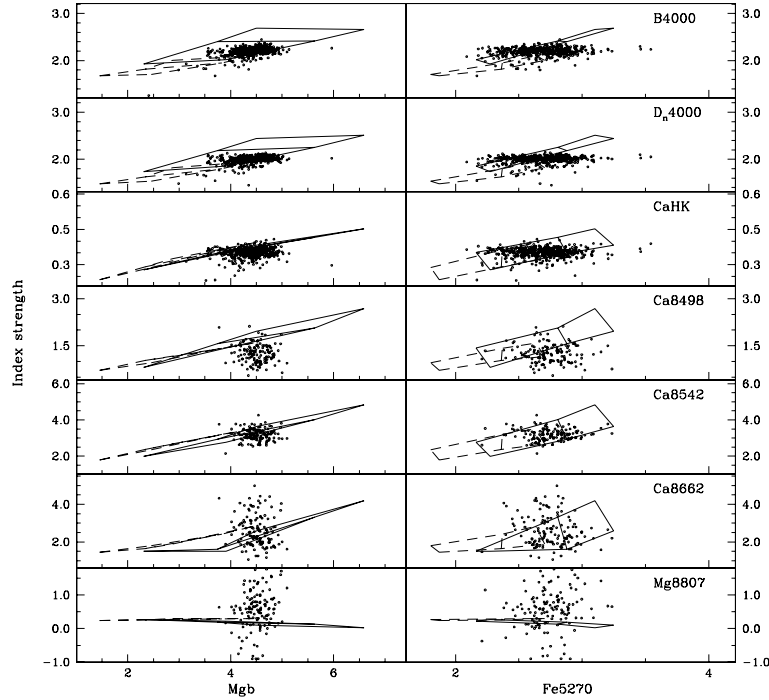 3.0 B4000 3.0
2.0 2.0
3.0 Dn4000 3.0
2.0 2.0
0.6 CaHK 0.6
0.5 0.5
0.3 0.3
3.0 Ca8498 3.0
1.5 1.5
6.0 Ca8542 6.0
4.0 4.0
2.0 2.0
4.0 Ca8662 4.0
2.0 2.0
1.0 Mg8807 1.0
0.0 0.0
−1.0 −1.0
2 4 6 2 4
Index strength
Mgb Fe5270